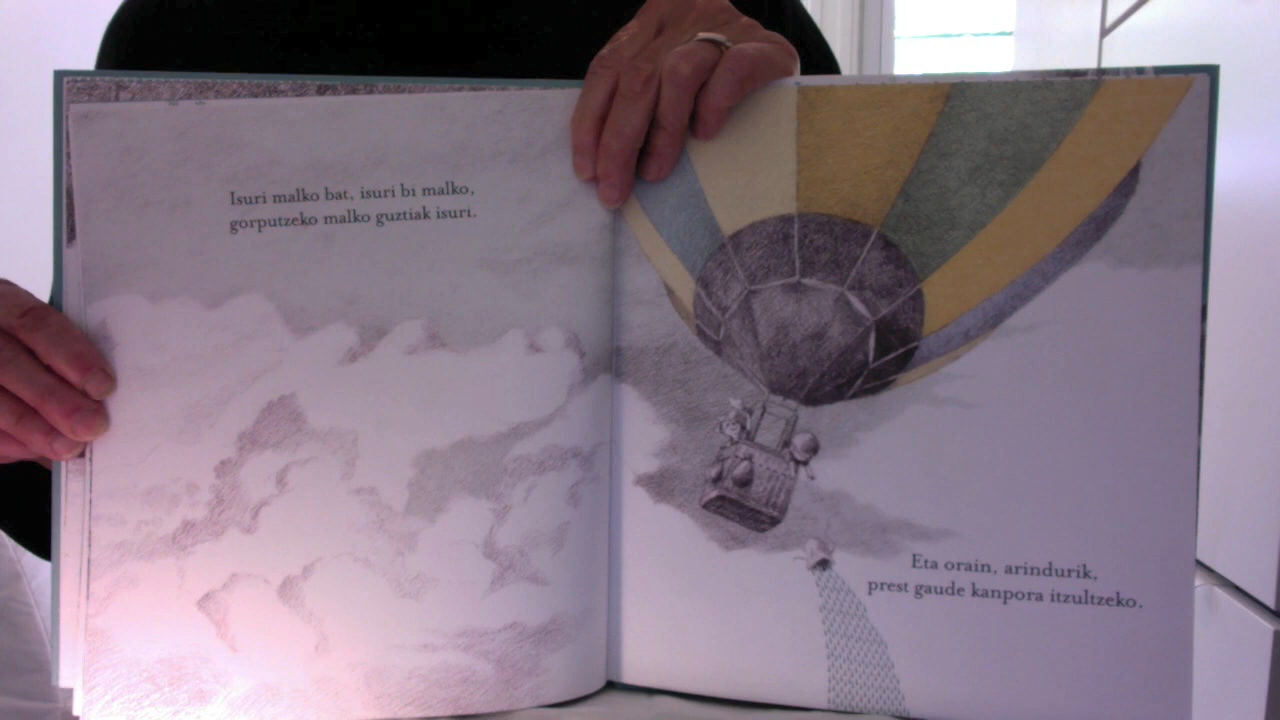 Isuri malko bat, isuri bi malko,
gorputzeko malko guztiak isuri.
Eta orain, arindurik,
prest gaude kanpora itzultzeko.